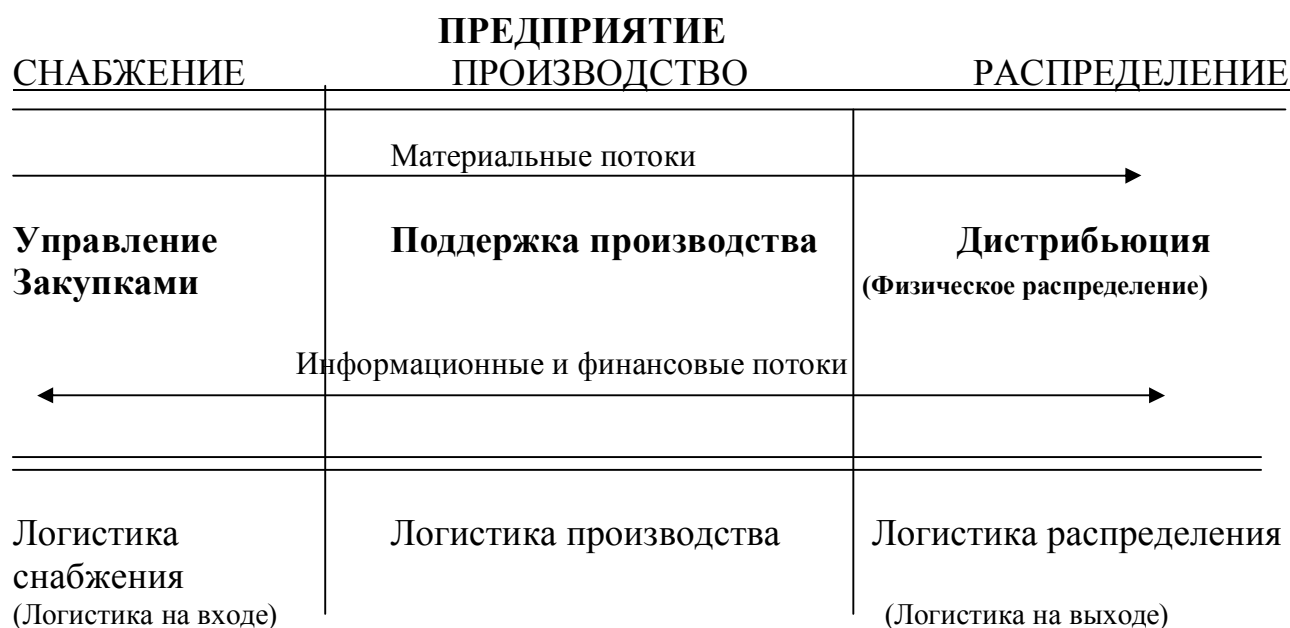 ПРЕДПРИЯТИЕ
СНАБЖЕНИЕ ПРОИЗВОДСТВО РАСПРЕДЕЛЕНИЕ
Материальные потоки
Управление Поддержка производства Дистрибьюция
Закупками (Физическое распределение)
Информационные и финансовые потоки
Логистика Логистика производства Логистика распределения
снабжения
(Логистика на входе) (Логистика на выходе)